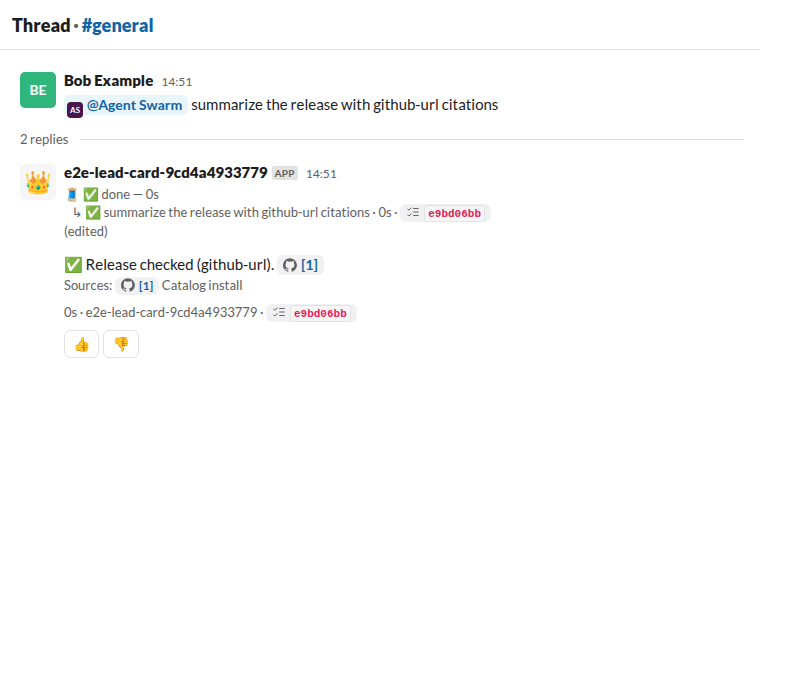 Thread · #general
BE
Bob Example 14:51
AS @Agent Swarm summarize the release with github-url citations
2 replies
e2e-lead-card-9cd4a4933779 APP 14:51
🧵 ✅ done — 0s
↳ ✅ summarize the release with github-url citations · 0s · e9bd06bb
(edited)
✅ Release checked (github-url). [1]
Sources: [1] Catalog install
0s · e2e-lead-card-9cd4a4933779 · e9bd06bb
👍 👎